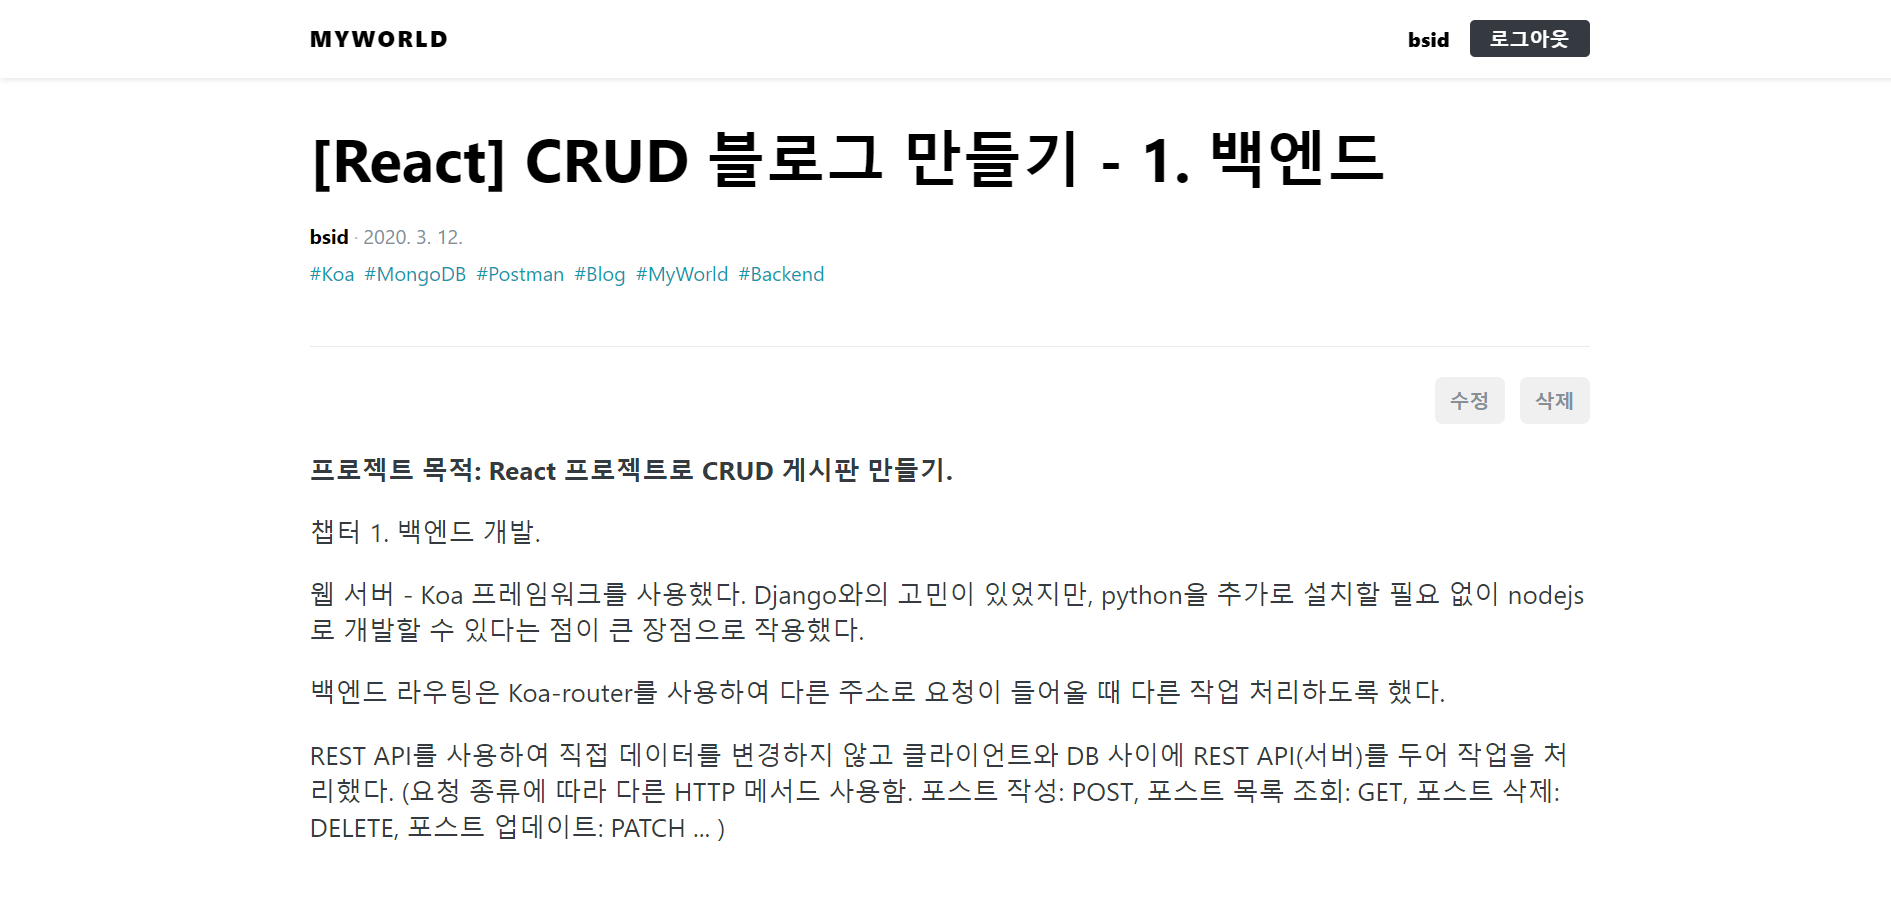 MYWORLD
bsid 로그아웃
[React] CRUD 블로그 만들기 - 1. 백엔드
bsid · 2020. 3. 12.
#Koa #MongoDB #Postman #Blog #MyWorld #Backend
수정 삭제
프로젝트 목적: React 프로젝트로 CRUD 게시판 만들기.
챕터 1. 백엔드 개발.
웹 서버 - Koa 프레임워크를 사용했다. Django와의 고민이 있었지만, python을 추가로 설치할 필요 없이 nodejs
로 개발할 수 있다는 점이 큰 장점으로 작용했다.
백엔드 라우팅은 Koa-router를 사용하여 다른 주소로 요청이 들어올 때 다른 작업 처리하도록 했다.
REST API를 사용하여 직접 데이터를 변경하지 않고 클라이언트와 DB 사이에 REST API(서버)를 두어 작업을 처
리했다. (요청 종류에 따라 다른 HTTP 메서드 사용함. 포스트 작성: POST, 포스트 목록 조회: GET, 포스트 삭제:
DELETE, 포스트 업데이트: PATCH ... )